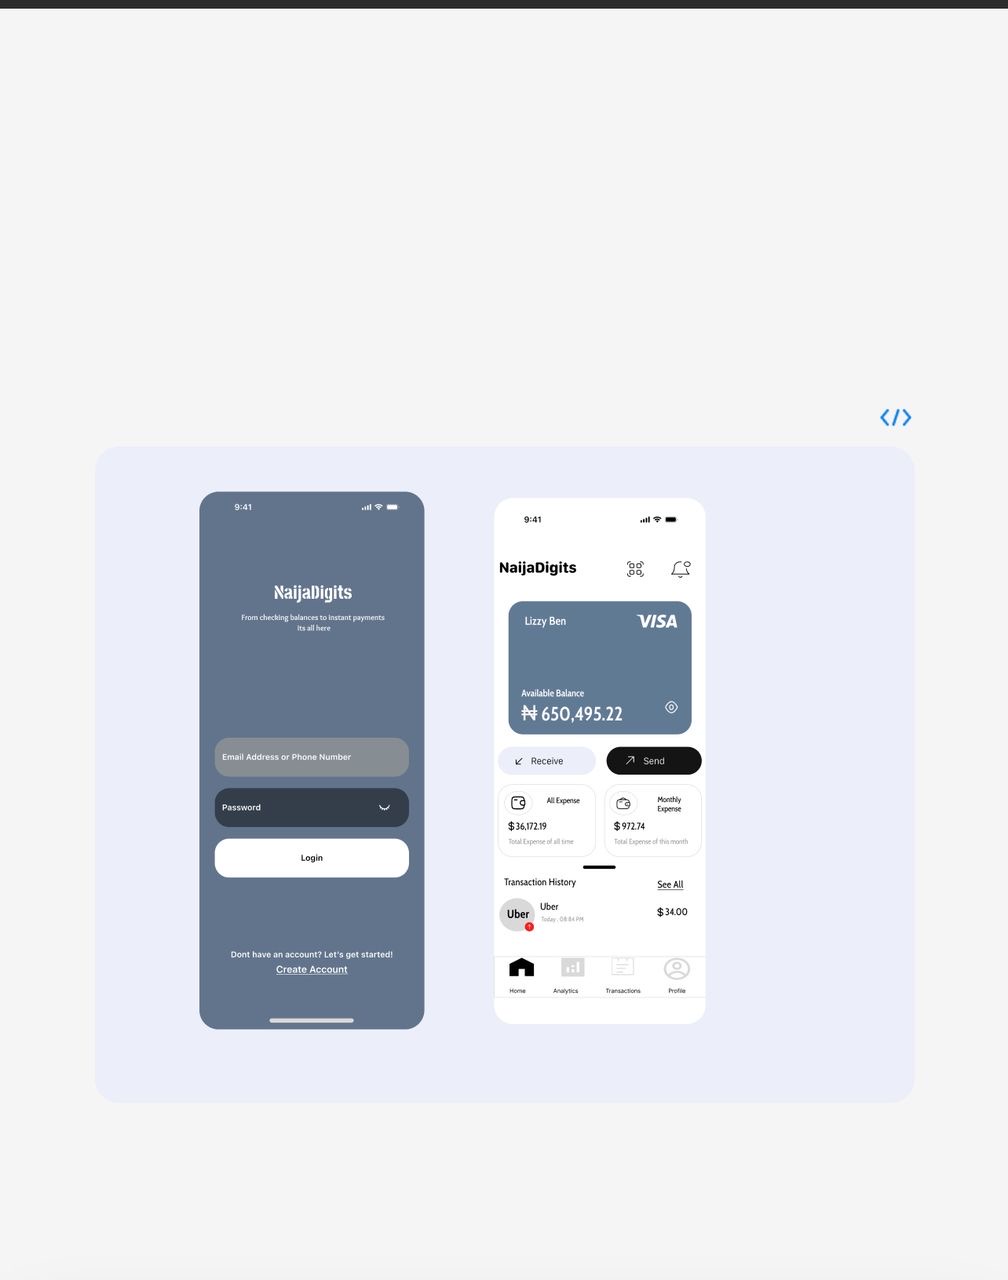 </>
9:41
NaijaDigits
From checking balances to instant payments
its all here
Email Address or Phone Number
Password
Login
Dont have an account? Let's get started!
Create Account
9:41
NaijaDigits
Lizzy Ben
VISA
Available Balance
₦ 650,495.22
Receive
Send
All Expense
$36,172.19
Total Expense of all time
Monthly
Expense
$972.74
Total Expense of this month
Transaction History
See All
Uber
Uber
Today . 08:84 PM
$34.00
Home
Analytics
Transactions
Profile